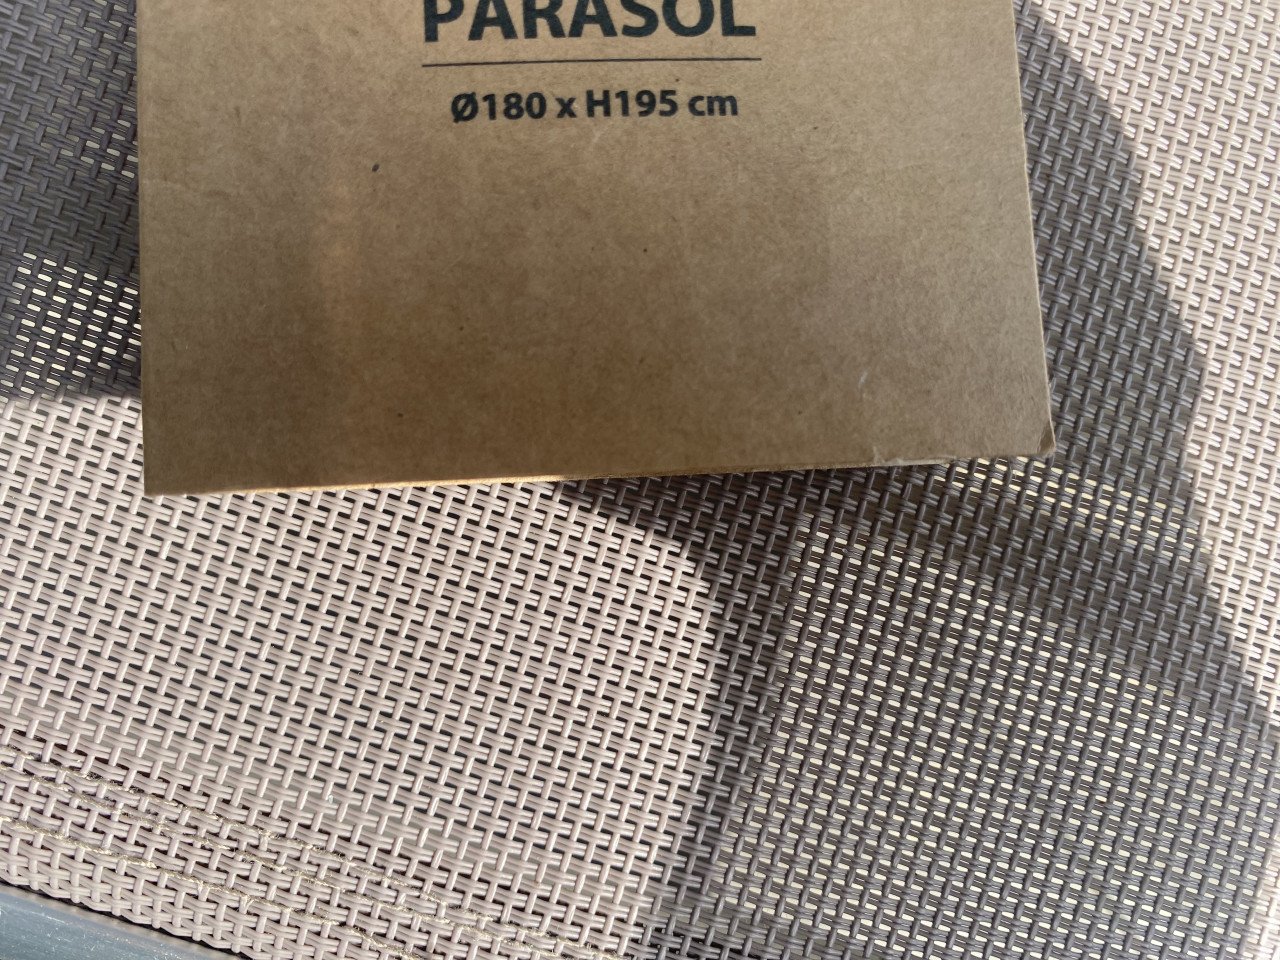 PARASOL
Ø180 x H195 cm